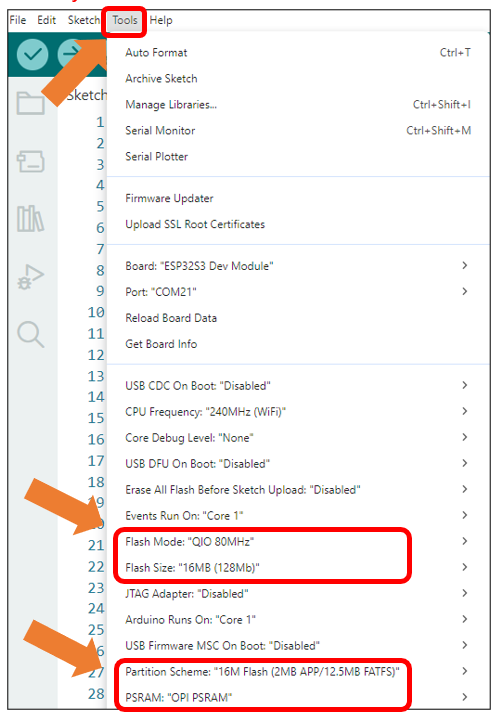 File Edit Sketch Tools Help
Auto Format Ctrl+T
Sketch
Archive Sketch
1 Manage Libraries... Ctrl+Shift+I
2 Serial Monitor Ctrl+Shift+M
3 Serial Plotter
4
5 Firmware Updater
6 Upload SSL Root Certificates
7
8 Board: "ESP32S3 Dev Module"
9 Port: "COM21"
10 Reload Board Data
11 Get Board Info
12
13 USB CDC On Boot: "Disabled"
14 CPU Frequency: "240MHz (WiFi)"
15
16 Core Debug Level: "None"
17 USB DFU On Boot: "Disabled"
18 Erase All Flash Before Sketch Upload: "Disabled"
Events Run On: "Core 1"
21 Flash Mode: "QIO 80MHz"
22 Flash Size: "16MB (128Mb)"
23 JTAG Adapter: "Disabled"
24 Arduino Runs On: "Core 1"
25
USB Firmware MSC On Boot: "Disabled"
27 Partition Scheme: "16M Flash (2MB APP/12.5MB FATFS)"
28 PSRAM: "OPI PSRAM"